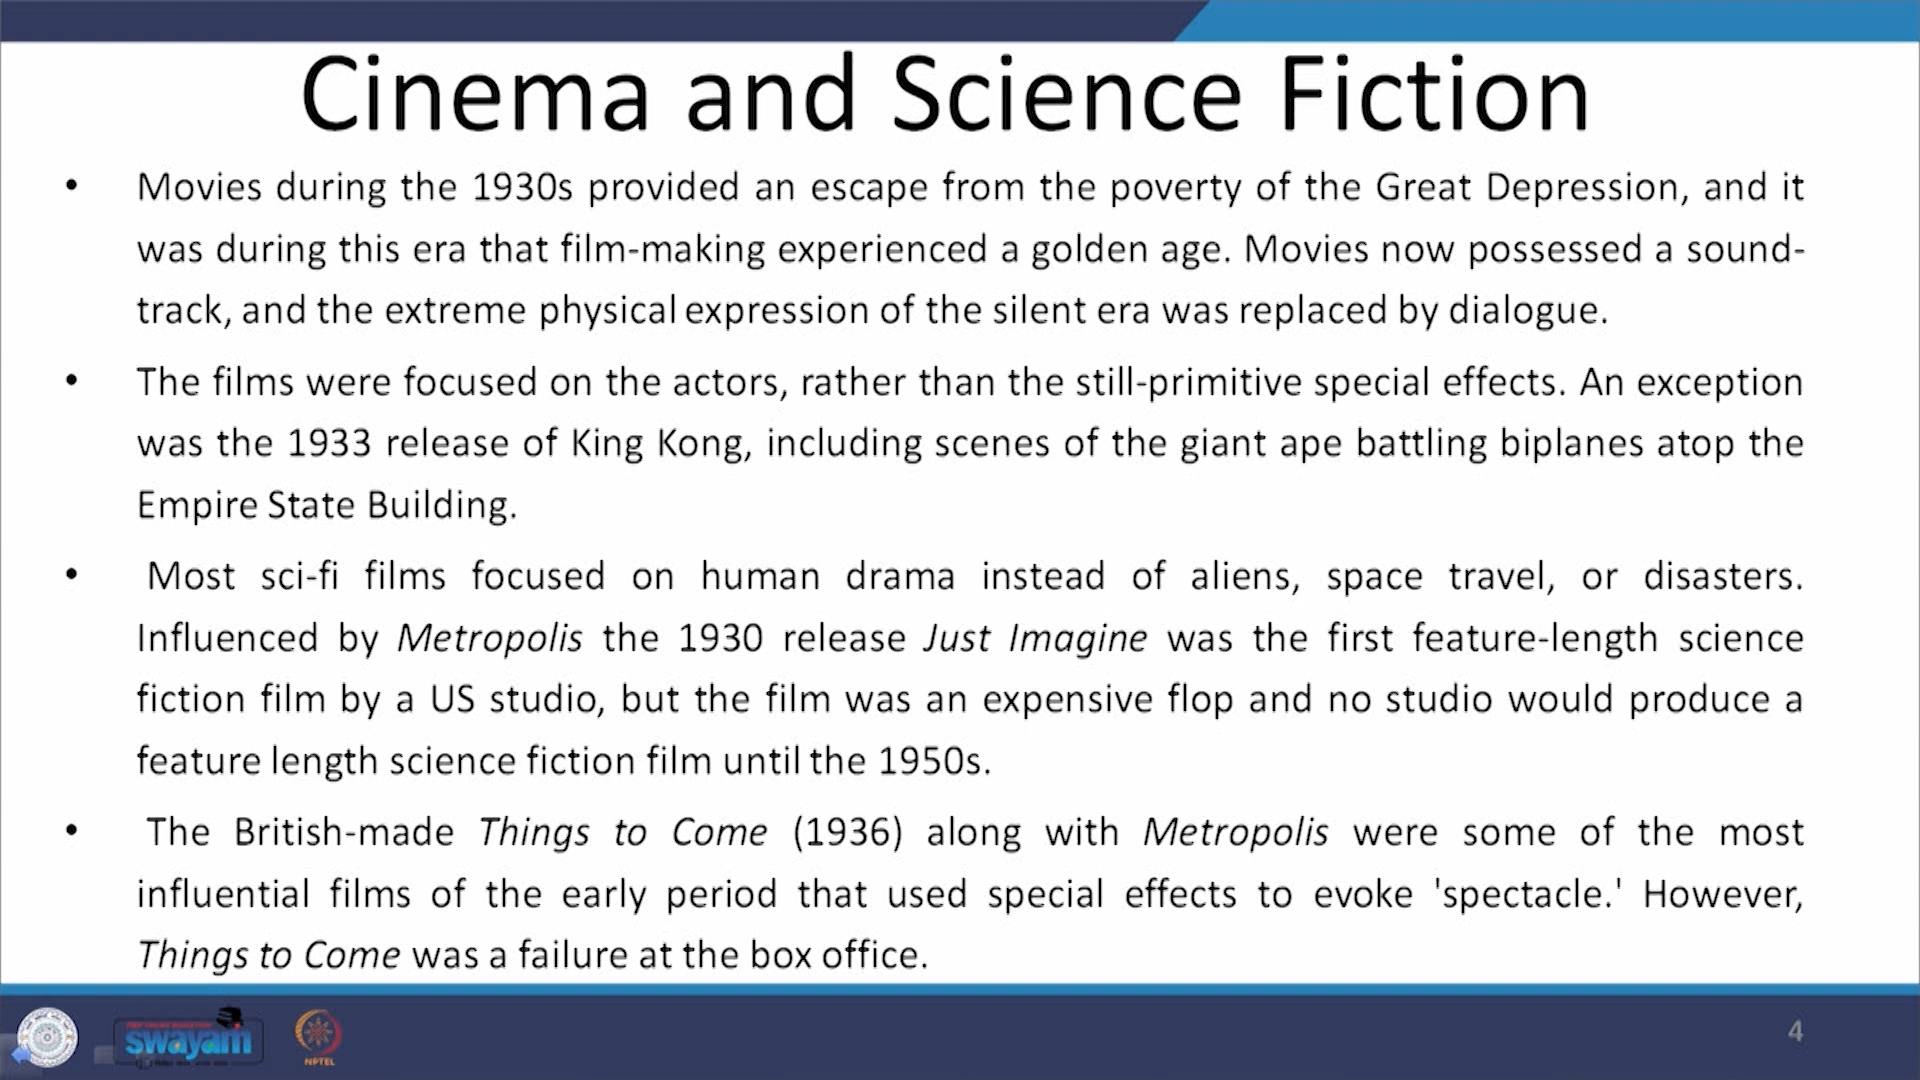 Cinema and Science Fiction
• Movies during the 1930s provided an escape from the poverty of the Great Depression, and it
was during this era that film-making experienced a golden age. Movies now possessed a sound-
track, and the extreme physical expression of the silent era was replaced by dialogue.
• The films were focused on the actors, rather than the still-primitive special effects. An exception
was the 1933 release of King Kong, including scenes of the giant ape battling biplanes atop the
Empire State Building.
• Most sci-fi films focused on human drama instead of aliens, space travel, or disasters.
Influenced by Metropolis the 1930 release Just Imagine was the first feature-length science
fiction film by a US studio, but the film was an expensive flop and no studio would produce a
feature length science fiction film until the 1950s.
• The British-made Things to Come (1936) along with Metropolis were some of the most
influential films of the early period that used special effects to evoke 'spectacle.' However,
Things to Come was a failure at the box office.
swayam
NPTEL
4